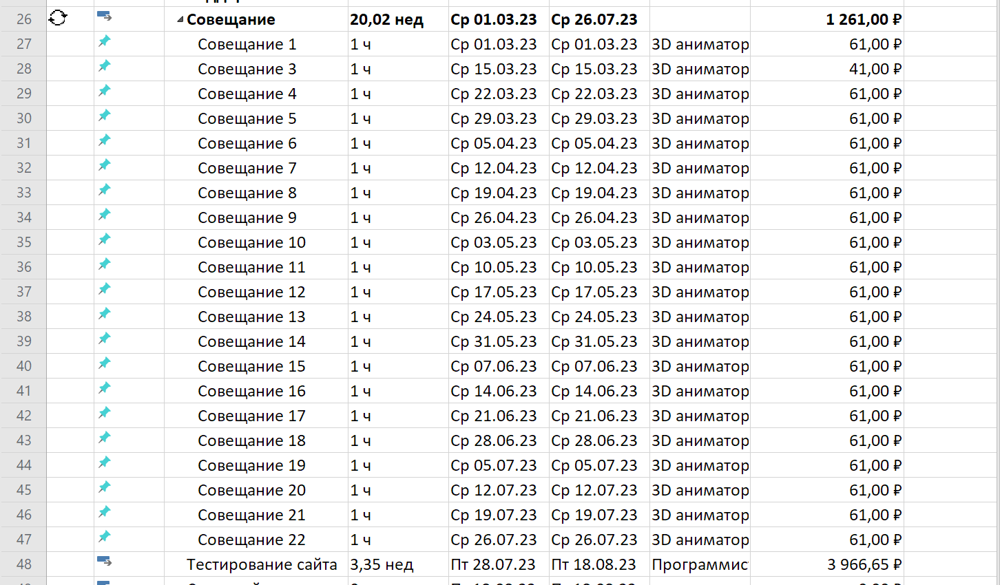 26 Совещание 20,02 нед Ср 01.03.23 Ср 26.07.23 1 261,00 ₽
27 Совещание 1 1 ч Ср 01.03.23 Ср 01.03.23 3D аниматор 61,00 ₽
28 Совещание 3 1 ч Ср 15.03.23 Ср 15.03.23 3D аниматор 41,00 ₽
29 Совещание 4 1 ч Ср 22.03.23 Ср 22.03.23 3D аниматор 61,00 ₽
30 Совещание 5 1 ч Ср 29.03.23 Ср 29.03.23 3D аниматор 61,00 ₽
31 Совещание 6 1 ч Ср 05.04.23 Ср 05.04.23 3D аниматор 61,00 ₽
32 Совещание 7 1 ч Ср 12.04.23 Ср 12.04.23 3D аниматор 61,00 ₽
33 Совещание 8 1 ч Ср 19.04.23 Ср 19.04.23 3D аниматор 61,00 ₽
34 Совещание 9 1 ч Ср 26.04.23 Ср 26.04.23 3D аниматор 61,00 ₽
35 Совещание 10 1 ч Ср 03.05.23 Ср 03.05.23 3D аниматор 61,00 ₽
36 Совещание 11 1 ч Ср 10.05.23 Ср 10.05.23 3D аниматор 61,00 ₽
37 Совещание 12 1 ч Ср 17.05.23 Ср 17.05.23 3D аниматор 61,00 ₽
38 Совещание 13 1 ч Ср 24.05.23 Ср 24.05.23 3D аниматор 61,00 ₽
39 Совещание 14 1 ч Ср 31.05.23 Ср 31.05.23 3D аниматор 61,00 ₽
40 Совещание 15 1 ч Ср 07.06.23 Ср 07.06.23 3D аниматор 61,00 ₽
41 Совещание 16 1 ч Ср 14.06.23 Ср 14.06.23 3D аниматор 61,00 ₽
42 Совещание 17 1 ч Ср 21.06.23 Ср 21.06.23 3D аниматор 61,00 ₽
43 Совещание 18 1 ч Ср 28.06.23 Ср 28.06.23 3D аниматор 61,00 ₽
44 Совещание 19 1 ч Ср 05.07.23 Ср 05.07.23 3D аниматор 61,00 ₽
45 Совещание 20 1 ч Ср 12.07.23 Ср 12.07.23 3D аниматор 61,00 ₽
46 Совещание 21 1 ч Ср 19.07.23 Ср 19.07.23 3D аниматор 61,00 ₽
47 Совещание 22 1 ч Ср 26.07.23 Ср 26.07.23 3D аниматор 61,00 ₽
48 Тестирование сайта 3,35 нед Пт 28.07.23 Пт 18.08.23 Программис 3 966,65 ₽